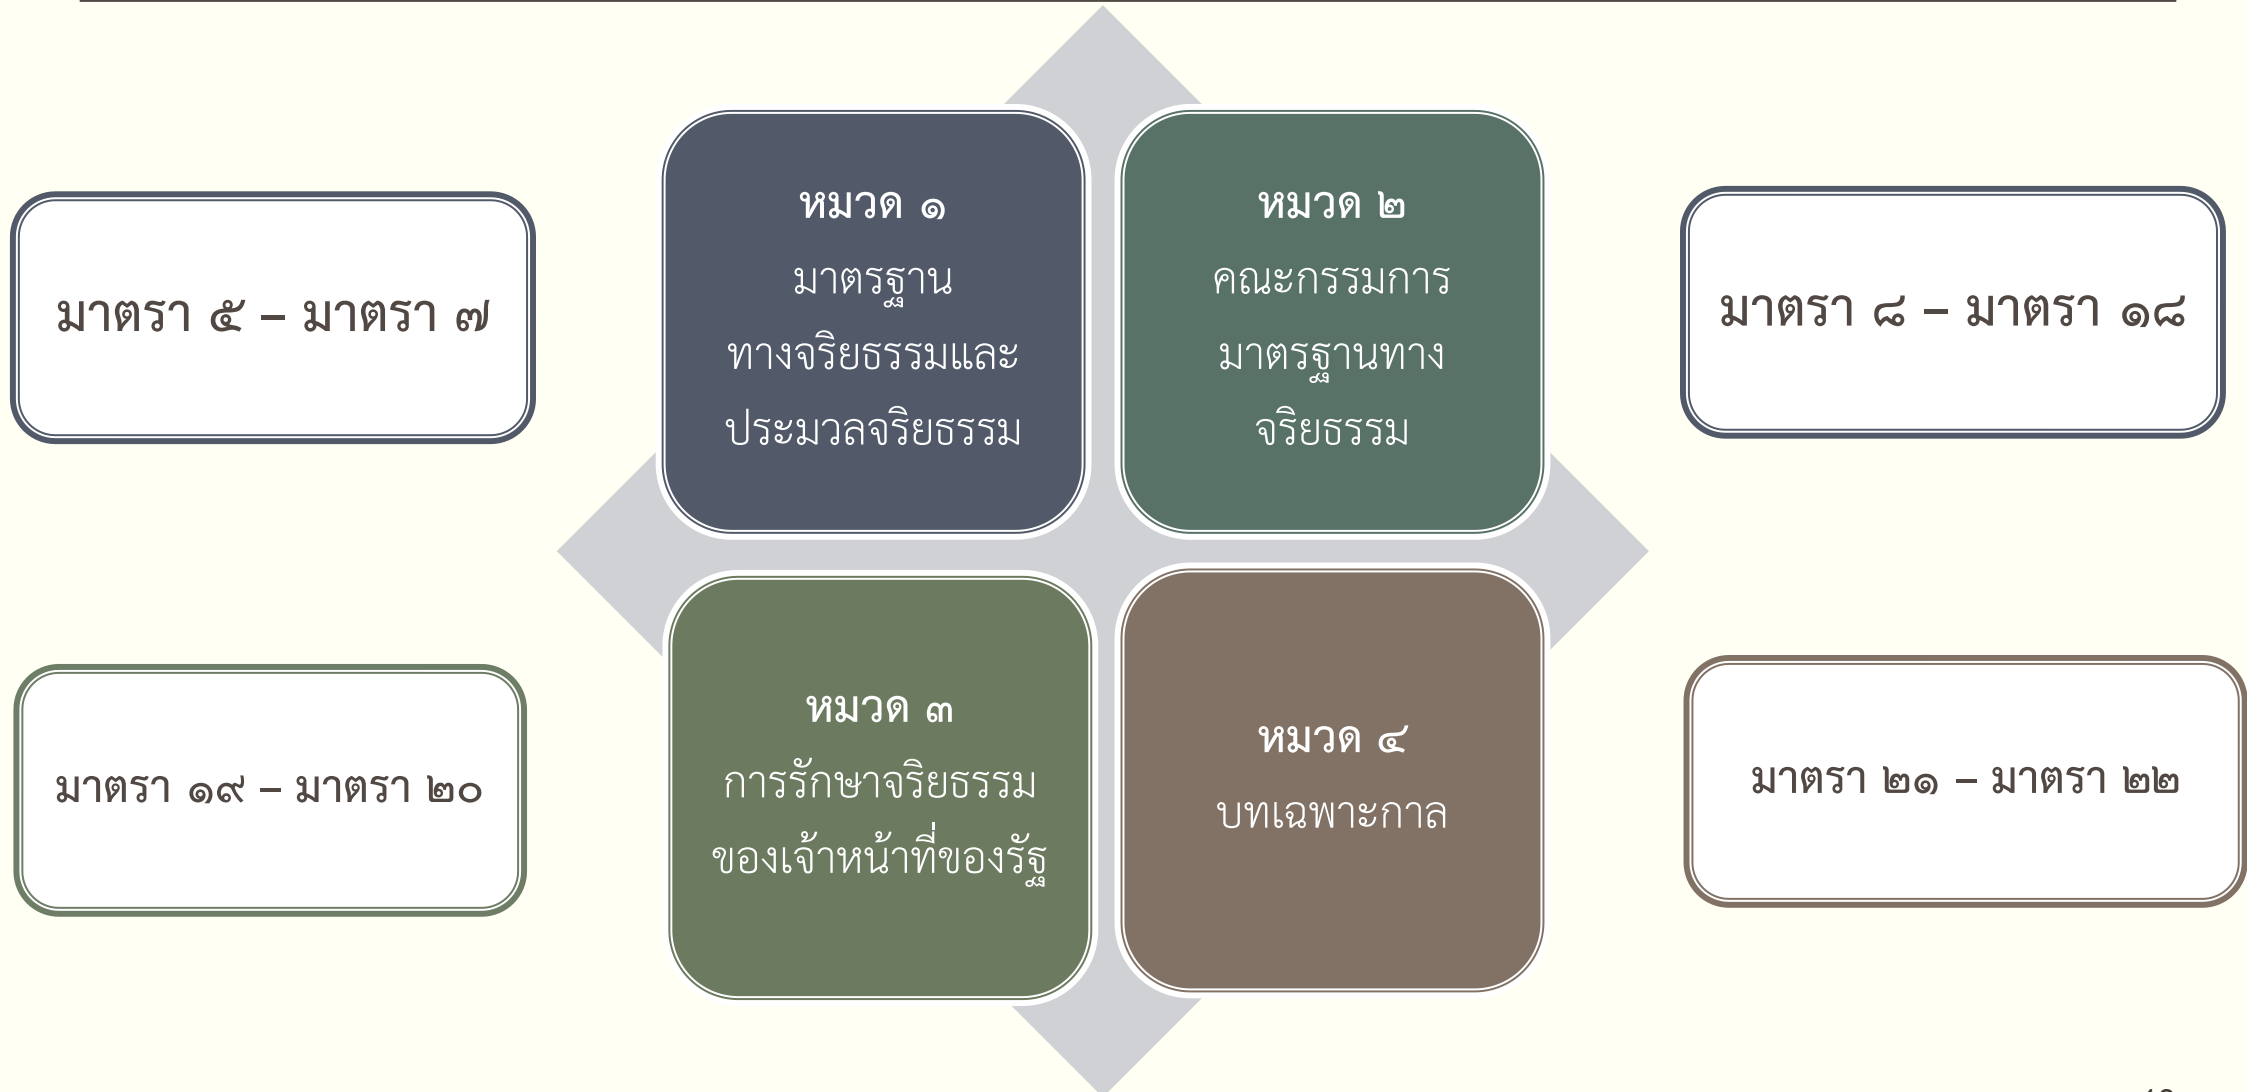 มาตรา ๕ – มาตรา ๗
หมวด ๑
มาตรฐาน
ทางจริยธรรมและ
ประมวลจริยธรรม
หมวด ๒
คณะกรรมการ
มาตรฐานทาง
จริยธรรม
มาตรา ๘ – มาตรา ๑๘
มาตรา ๑๙ – มาตรา ๒๐
หมวด ๓
การรักษาจริยธรรม
ของเจ้าหน้าที่ของรัฐ
หมวด ๔
บทเฉพาะกาล
มาตรา ๒๑ – มาตรา ๒๒